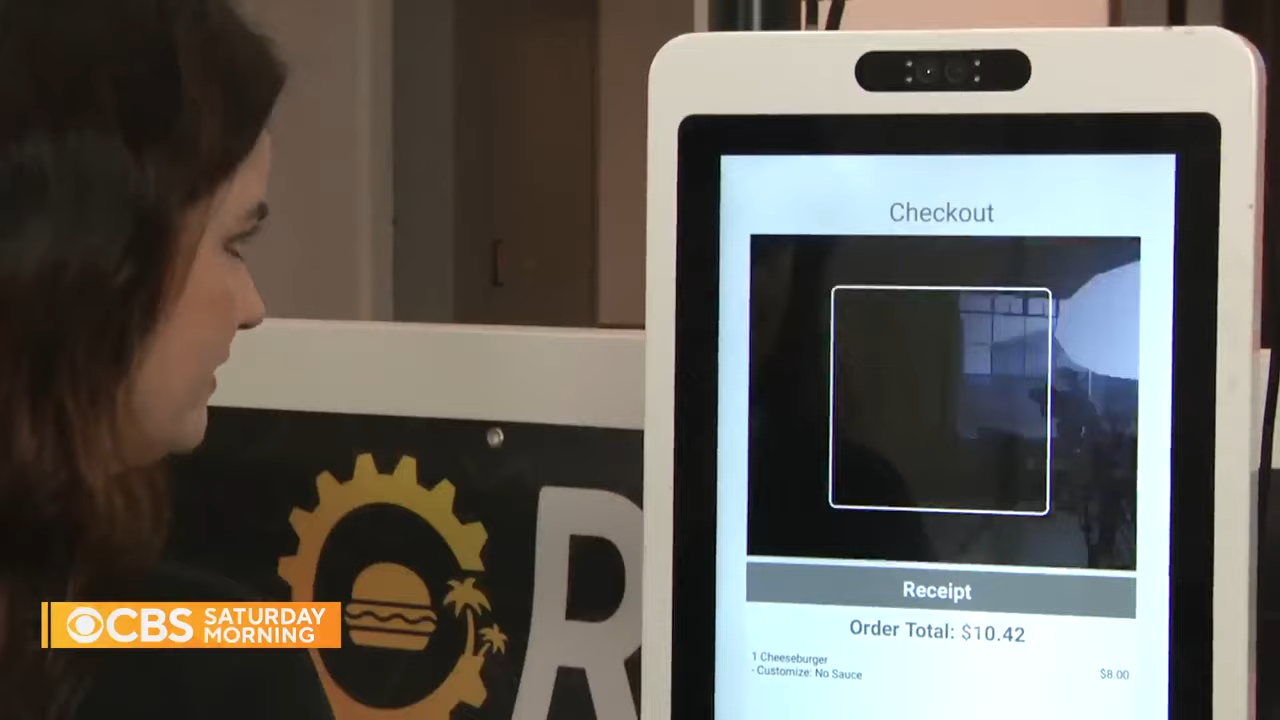 Checkout
Receipt
Order Total: $10.42
1 Cheeseburger
- Customize: No Sauce $8.00
R
CBS SATURDAY
MORNING